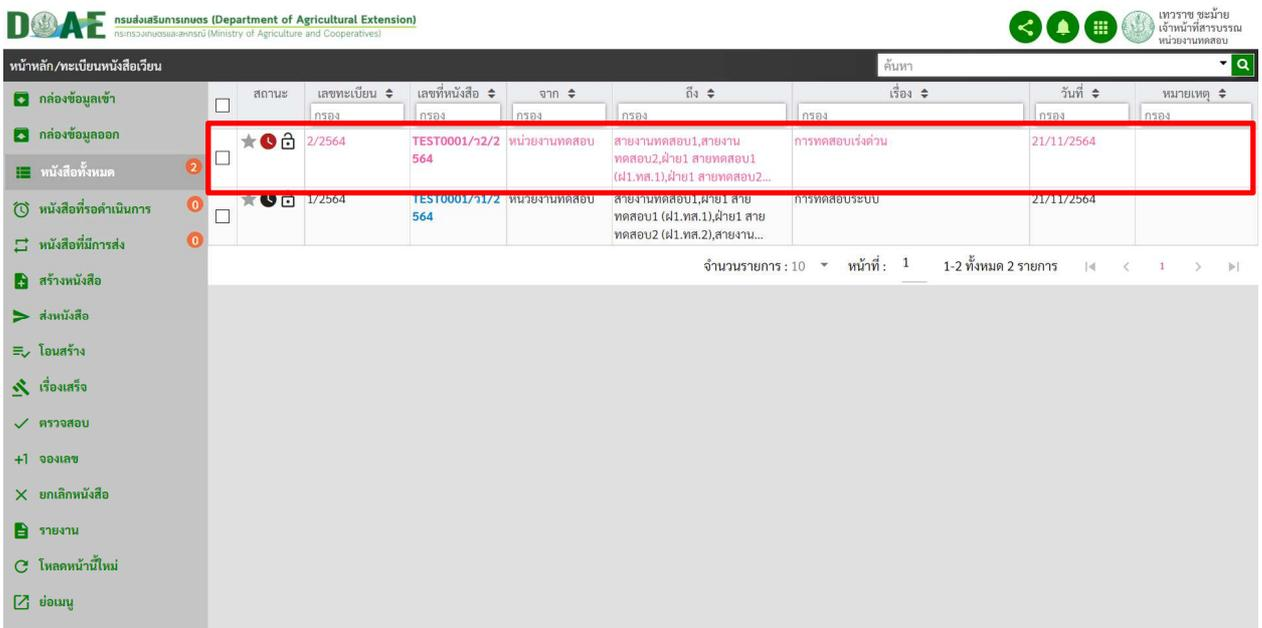 DOAE กรมส่งเสริมการเกษตร (Department of Agricultural Extension)
กระทรวงเกษตรและสหกรณ์ (Ministry of Agriculture and Cooperatives)
เทวราช ชะม้าย
เจ้าหน้าที่สารบรรณ
หน่วยงานทดสอบ
หน้าหลัก/ทะเบียนหนังสือเวียน
ค้นหา
กล่องข้อมูลเข้า
กล่องข้อมูลออก
หนังสือทั้งหมด 2
หนังสือที่รอดำเนินการ 0
หนังสือที่มีการส่ง 0
สร้างหนังสือ
ส่งหนังสือ
โอนสร้าง
เรื่องเสร็จ
ตรวจสอบ
+1 จองเลข
ยกเลิกหนังสือ
รายงาน
โหลดหน้านี้ใหม่
ย่อเมนู
สถานะ เลขทะเบียน เลขที่หนังสือ จาก ถึง เรื่อง วันที่ หมายเหตุ
กรอง กรอง กรอง กรอง กรอง กรอง กรอง
2/2564 TEST0001/ว2/2 หน่วยงานทดสอบ สายงานทดสอบ1,สายงาน การทดสอบเร่งด่วน 21/11/2564
564 ทดสอบ2,ฝ่าย1 สายทดสอบ1
(ฝ1.ทส.1),ฝ่าย1 สายทดสอบ2...
1/2564 TEST0001/ว1/2 หน่วยงานทดสอบ สายงานทดสอบ1,ฝ่าย1 สาย การทดสอบระบบ 21/11/2564
564 ทดสอบ1 (ฝ1.ทส.1),ฝ่าย1 สาย
ทดสอบ2 (ฝ1.ทส.2),สายงาน...
จำนวนรายการ : 10 หน้าที่ : 1 1-2 ทั้งหมด 2 รายการ 1